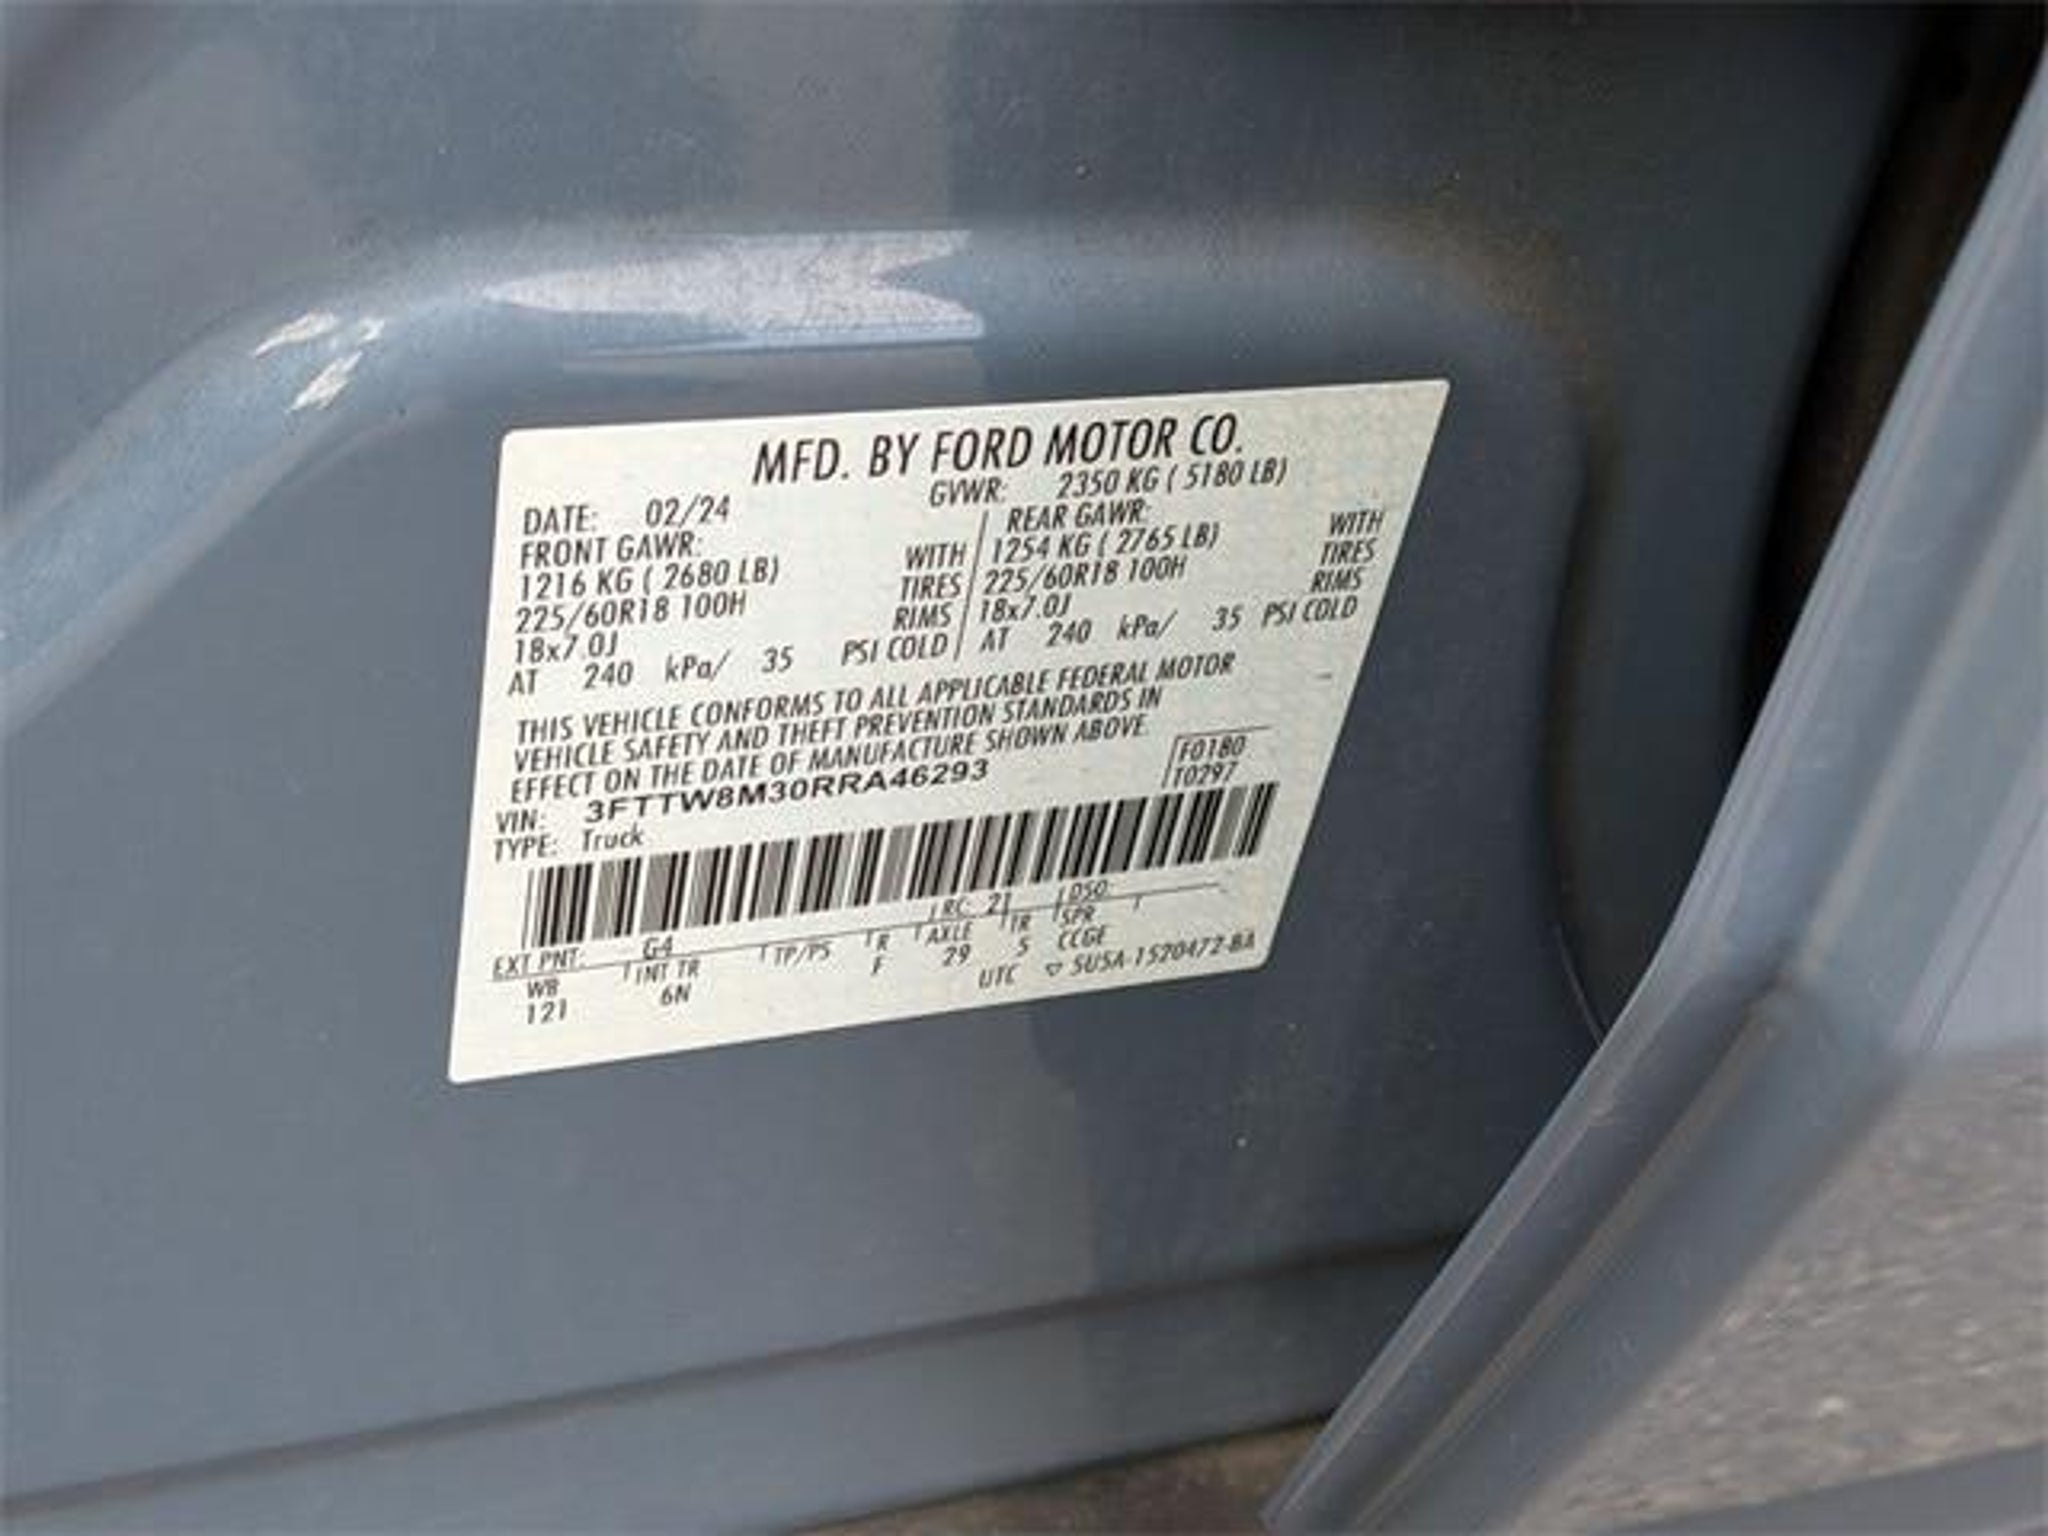 MFD. BY FORD MOTOR CO.
DATE: 02/24 GVWR: 2350 KG ( 5180 LB)
FRONT GAWR: REAR GAWR:
1216 KG ( 2680 LB) WITH 1254 KG ( 2765 LB) WITH
225/60R18 100H TIRES 225/60R18 100H TIRES
18x7.0J RIMS 18x7.0J RIMS
AT 240 kPa/ 35 PSI COLD AT 240 kPa/ 35 PSI COLD
THIS VEHICLE CONFORMS TO ALL APPLICABLE FEDERAL MOTOR
VEHICLE SAFETY AND THEFT PREVENTION STANDARDS IN
EFFECT ON THE DATE OF MANUFACTURE SHOWN ABOVE.
VIN: 3FTTW8M30RRA46293 F0180
TYPE: Truck T0297
EXT PNT: G4 RC: 21 DSO:
WB INT TR TP/PS R AXLE TR SPR
121 6N F 29 5 CCGE
UTC ▽ 5U5A-1520472-BA